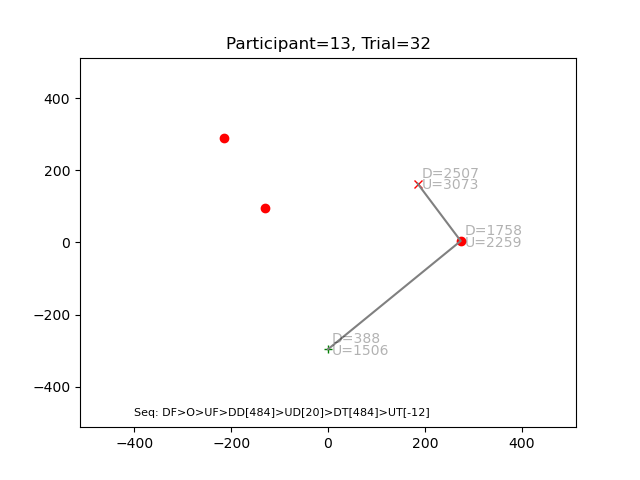 Participant=13, Trial=32
400
200
0
−200
−400
D=2507
U=3073
D=1758
U=2259
D=388
U=1506
Seq: DF>O>UF>DD[484]>UD[20]>DT[484]>UT[-12]
−400
−200
0
200
400